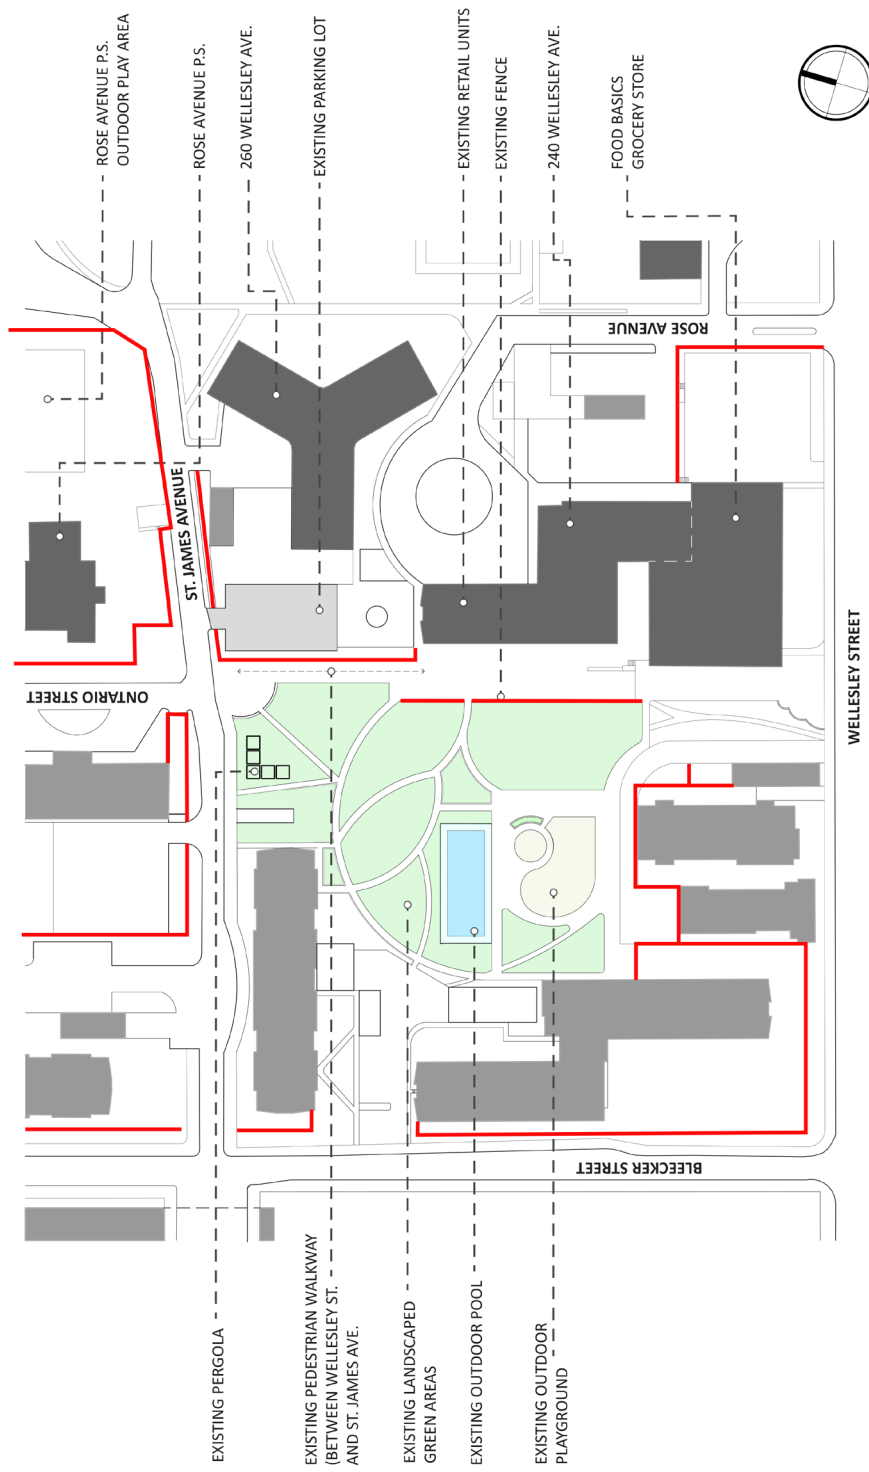 ROSE AVENUE P.S.
OUTDOOR PLAY AREA
ROSE AVENUE P.S.
260 WELLESLEY AVE.
EXISTING PARKING LOT
EXISTING RETAIL UNITS
EXISTING FENCE
240 WELLESLEY AVE.
FOOD BASICS
GROCERY STORE
ROSE AVENUE
ST. JAMES AVENUE
ONTARIO STREET
WELLESLEY STREET
BLEECKER STREET
EXISTING PERGOLA
EXISTING PEDESTRIAN WALKWAY
(BETWEEN WELLESLEY ST.
AND ST. JAMES AVE.
EXISTING LANDSCAPED
GREEN AREAS
EXISTING OUTDOOR POOL
EXISTING OUTDOOR
PLAYGROUND